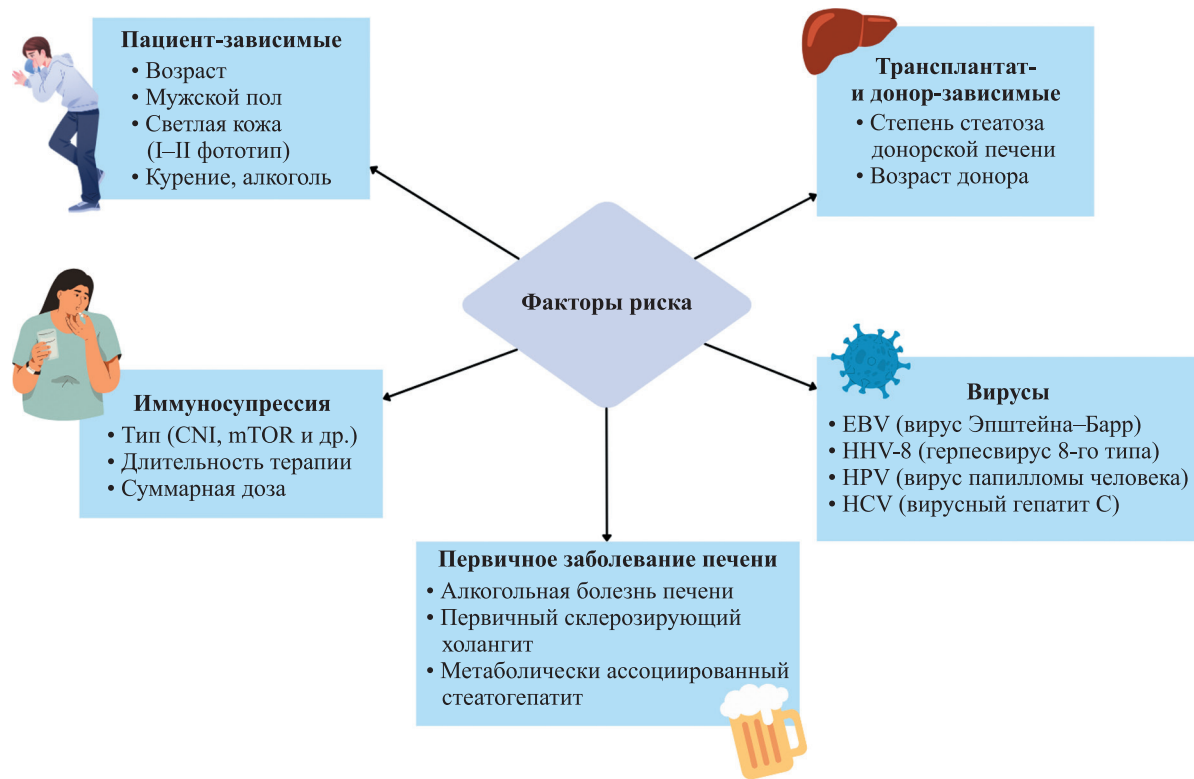 Пациент-зависимые
• Возраст
• Мужской пол
• Светлая кожа
(I–II фототип)
• Курение, алкоголь
Трансплантат-
и донор-зависимые
• Степень стеатоза
донорской печени
• Возраст донора
Факторы риска
Иммуносупрессия
• Тип (CNI, mTOR и др.)
• Длительность терапии
• Суммарная доза
Вирусы
• EBV (вирус Эпштейна–Барр)
• HHV-8 (герпесвирус 8-го типа)
• HPV (вирус папилломы человека)
• HCV (вирусный гепатит C)
Первичное заболевание печени
• Алкогольная болезнь печени
• Первичный склерозирующий
холангит
• Метаболически ассоциированный
стеатогепатит